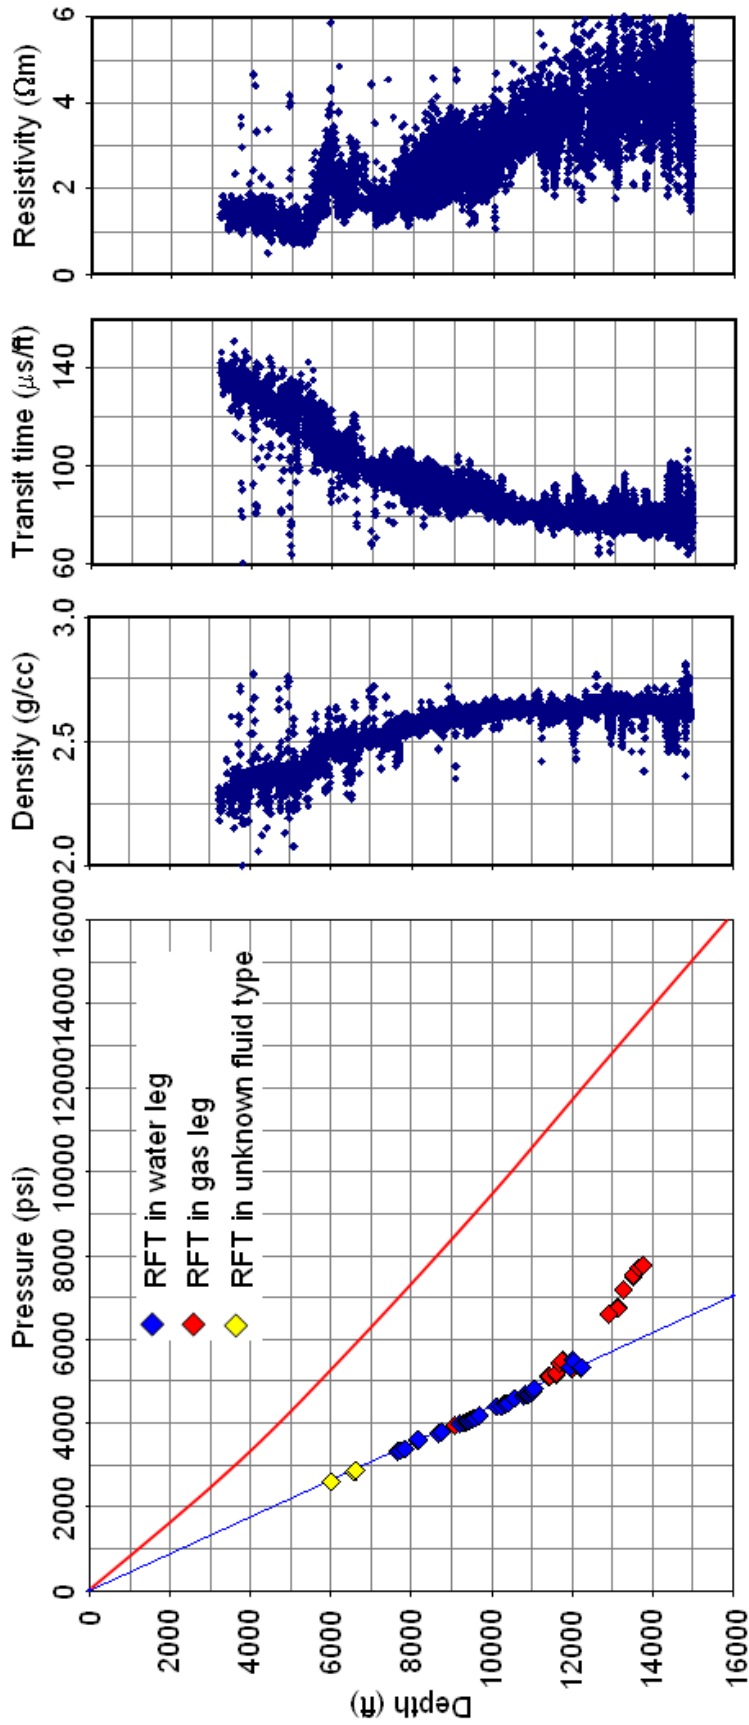 Pressure (psi)
0 2000 4000 6000 8000 10000 12000 14000 16000
Density (g/cc)
2.0 2.5 3.0
Transit time (μs/ft)
60 100 140
Resistivity (Ωm)
0 2 4 6
Depth (ft)
0
2000
4000
6000
8000
10000
12000
14000
16000
RFT in water leg
RFT in gas leg
RFT in unknown fluid type